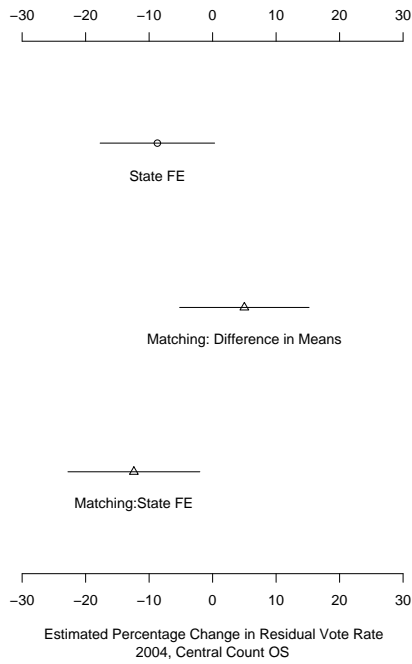 −30 −20 −10 0 10 20 30
State FE
Matching: Difference in Means
Matching:State FE
−30 −20 −10 0 10 20 30
Estimated Percentage Change in Residual Vote Rate
2004, Central Count OS